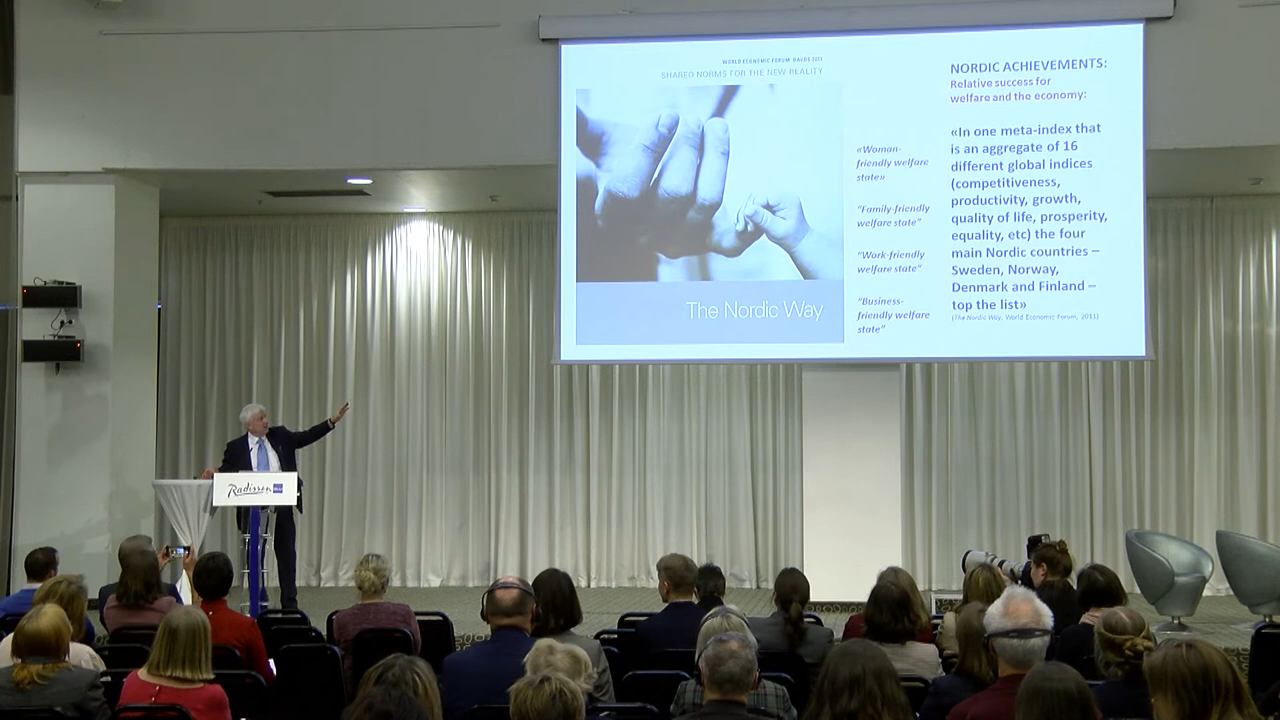 WORLD ECONOMIC FORUM DAVOS 2011
SHARED NORMS FOR THE NEW REALITY
The Nordic Way
«Woman-
friendly welfare
state»
“Family-friendly
welfare state”
“Work-friendly
welfare state”
“Business-
friendly welfare
state”
NORDIC ACHIEVEMENTS:
Relative success for
welfare and the economy:
«In one meta-index that
is an aggregate of 16
different global indices
(competitiveness,
productivity, growth,
quality of life, prosperity,
equality, etc) the four
main Nordic countries –
Sweden, Norway,
Denmark and Finland –
top the list»
(The Nordic Way, World Economic Forum, 2011)
Radisson